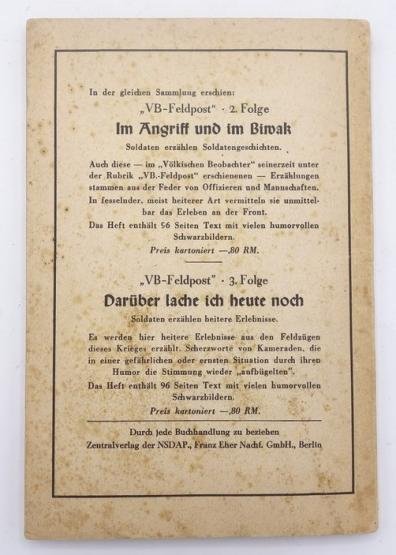 In der gleichen Sammlung erschien:
„VB-Feldpost" · 2. Folge
Im Angriff und im Biwak
Soldaten erzählen Soldatengeschichten.
Auch diese — im „Völkischen Beobachter" seinerzeit unter
der Rubrik „VB.-Feldpost" erschienenen — Erzählungen
stammen aus der Feder von Offizieren und Mannschaften.
In fesselnder, meist heiterer Art vermitteln sie unmittel-
bar das Erleben an der Front.
Das Heft enthält 56 Seiten Text mit vielen humorvollen
Schwarzbildern.
Preis kartoniert —,80 RM.
„VB-Feldpost" · 3. Folge
Darüber lache ich heute noch
Soldaten erzählen heitere Erlebnisse.
Es werden hier heitere Erlebnisse aus den Feldzügen
dieses Krieges erzählt. Scherzworte von Kameraden, die
in einer gefährlichen oder ernsten Situation durch ihren
Humor die Stimmung wieder „aufbügelten".
Das Heft enthält 96 Seiten Text mit vielen humorvollen
Schwarzbildern.
Preis kartoniert —,80 RM.
Durch jede Buchhandlung zu beziehen
Zentralverlag der NSDAP., Franz Eher Nachf. GmbH., Berlin